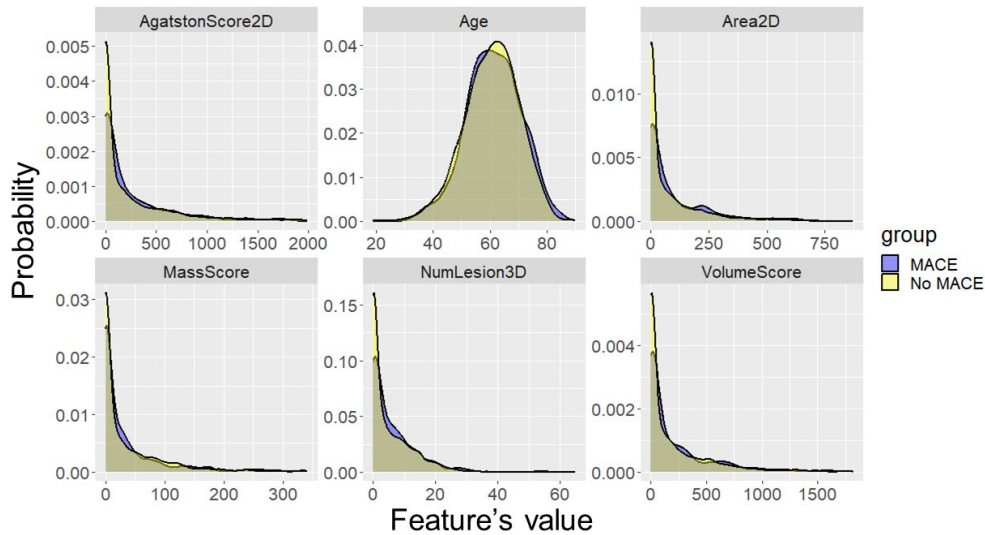 AgatstonScore2D Age Area2D
0.005 0.004 0.003 0.002 0.001 0.000
0.04 0.03 0.02 0.01 0.00
0.010 0.005 0.000
0 500 1000 1500 2000 20 40 60 80 0 250 500 750
MassScore NumLesion3D VolumeScore
0.03 0.02 0.01 0.00
0.15 0.10 0.05 0.00
0.004 0.002 0.000
0 100 200 300 0 20 40 60 0 500 1000 1500
Probability
Feature’s value
group
MACE
No MACE